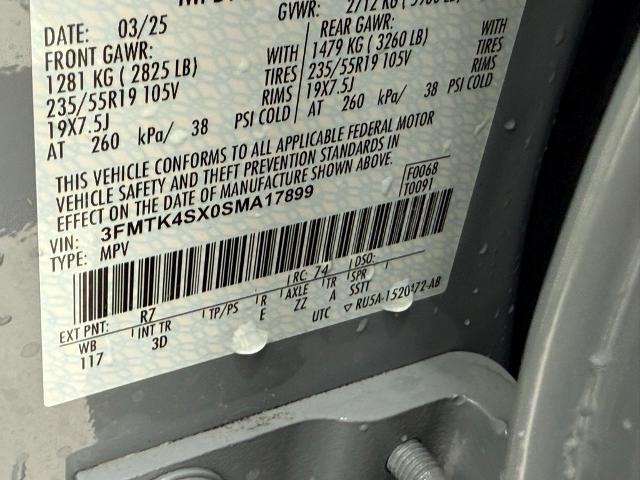 DATE: 03/25
GVWR:
FRONT GAWR:
REAR GAWR:
1281 KG ( 2825 LB) WITH
1479 KG ( 3260 LB) WITH
235/55R19 105V TIRES
235/55R19 105V TIRES
19X7.5J RIMS
19X7.5J RIMS
AT 260 kPa/ 38 PSI COLD
AT 260 kPa/ 38 PSI COLD
THIS VEHICLE CONFORMS TO ALL APPLICABLE FEDERAL MOTOR
VEHICLE SAFETY AND THEFT PREVENTION STANDARDS IN
EFFECT ON THE DATE OF MANUFACTURE SHOWN ABOVE.
F0068
T0091
VIN: 3FMTK4SX0SMA17899
TYPE: MPV
EXT PNT: R7 RC: 74 DSO:
WB INT TR TP/PS R AXLE TR SPR
117 3D E ZZ A SSTT
UTC ▽ RU5A-1520472-AB